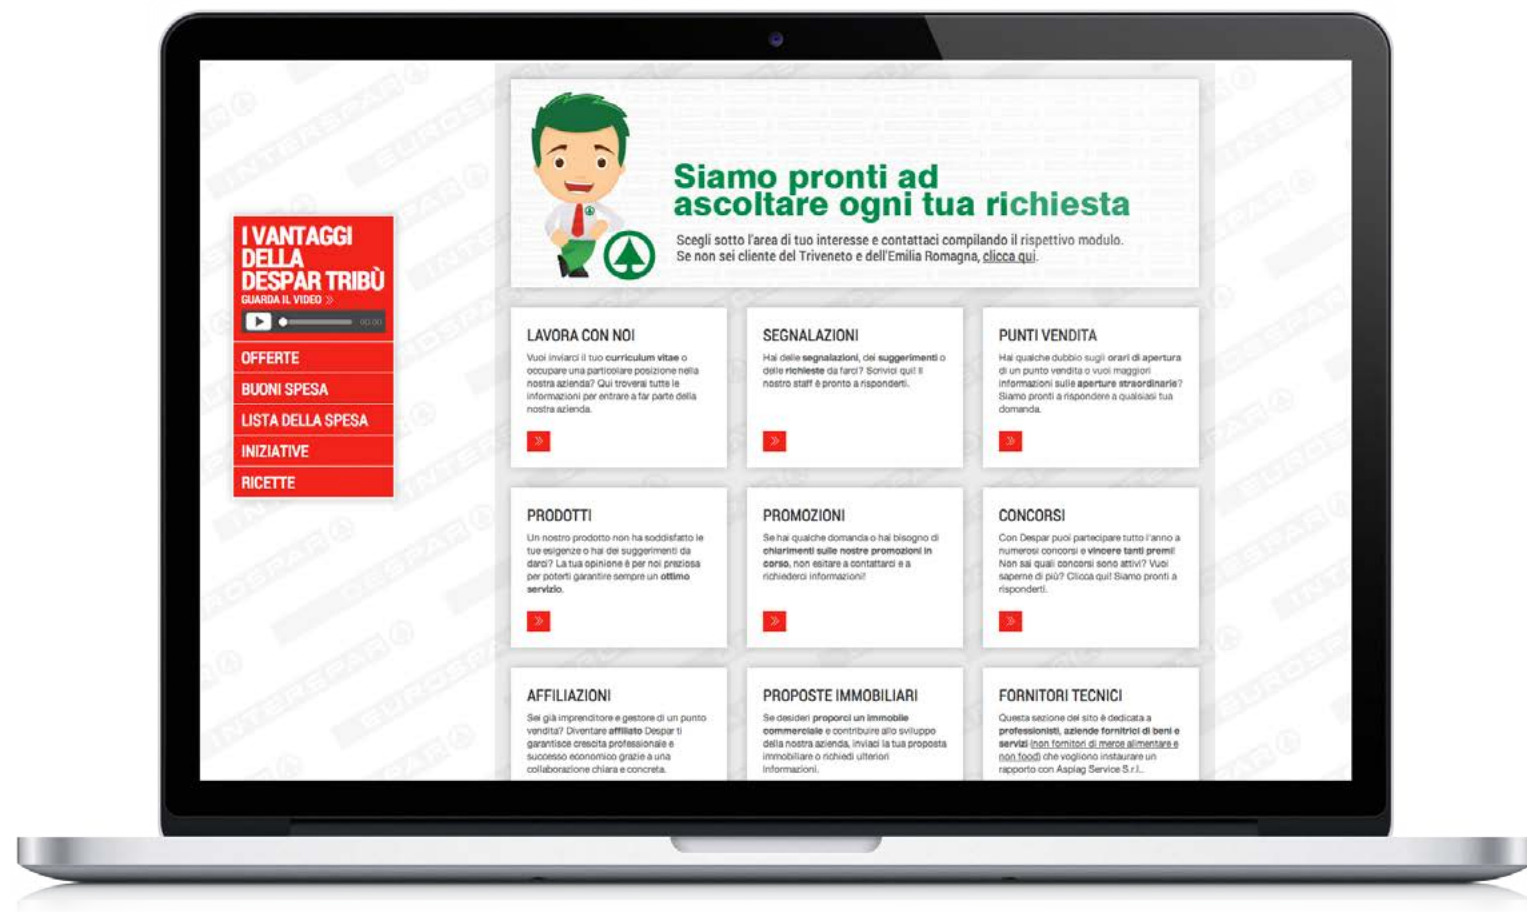 Siamo pronti ad
ascoltare ogni tua richiesta
Scegli sotto l'area di tuo interesse e contattaci compilando il rispettivo modulo.
Se non sei cliente del Triveneto e dell'Emilia Romagna, clicca qui.
I VANTAGGI
DELLA
DESPAR TRIBÙ
GUARDA IL VIDEO »
00:00
OFFERTE
BUONI SPESA
LISTA DELLA SPESA
INIZIATIVE
RICETTE
LAVORA CON NOI
Vuoi inviarci il tuo curriculum vitae o
occupare una particolare posizione nella
nostra azienda? Qui troverai tutte le
informazioni per entrare a far parte della
nostra azienda.
»
SEGNALAZIONI
Hai delle segnalazioni, dei suggerimenti o
delle richieste da farci? Scrivici qui! Il
nostro staff è pronto a risponderti.
»
PUNTI VENDITA
Hai qualche dubbio sugli orari di apertura
di un punto vendita o vuoi maggiori
informazioni sulle aperture straordinarie?
Siamo pronti a rispondere a qualsiasi tua
domanda.
»
PRODOTTI
Un nostro prodotto non ha soddisfatto le
tue esigenze o hai dei suggerimenti da
darci? La tua opinione è per noi preziosa
per poterti garantire sempre un ottimo
servizio.
»
PROMOZIONI
Se hai qualche domanda o hai bisogno di
chiarimenti sulle nostre promozioni in
corso, non esitare a contattarci e a
richiederci informazioni!
»
CONCORSI
Con Despar puoi partecipare tutto l'anno a
numerosi concorsi e vincere tanti premi!
Non sai quali concorsi sono attivi? Vuoi
saperne di più? Clicca qui! Siamo pronti a
risponderti.
»
AFFILIAZIONI
Sei già imprenditore e gestore di un punto
vendita? Diventare affiliato Despar ti
garantisce crescita professionale e
successo economico grazie a una
collaborazione chiara e concreta.
PROPOSTE IMMOBILIARI
Se desideri proporci un immobile
commerciale e contribuire allo sviluppo
della nostra azienda, inviaci la tua proposta
immobiliare o richiedi ulteriori
informazioni.
FORNITORI TECNICI
Questa sezione del sito è dedicata a
professionisti, aziende fornitrici di beni e
servizi (non fornitori di merce alimentare e
non food) che vogliono instaurare un
rapporto con Aspiag Service S.r.l..